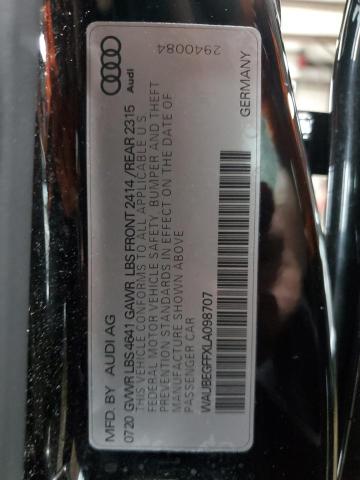 MFD. BY AUDI AG
0720 GVWR LBS 4641 GAWR LBS FRONT 2414 / REAR 2315
THIS VEHICLE CONFORMS TO ALL APPLICABLE U S
FEDERAL MOTOR VEHICLE SAFETY, BUMPER AND THEFT
PREVENTION STANDARDS IN EFFECT ON THE DATE OF
MANUFACTURE SHOWN ABOVE
PASSENGER CAR
WAUBEGFFXLA098707
Audi
2940084
GERMANY